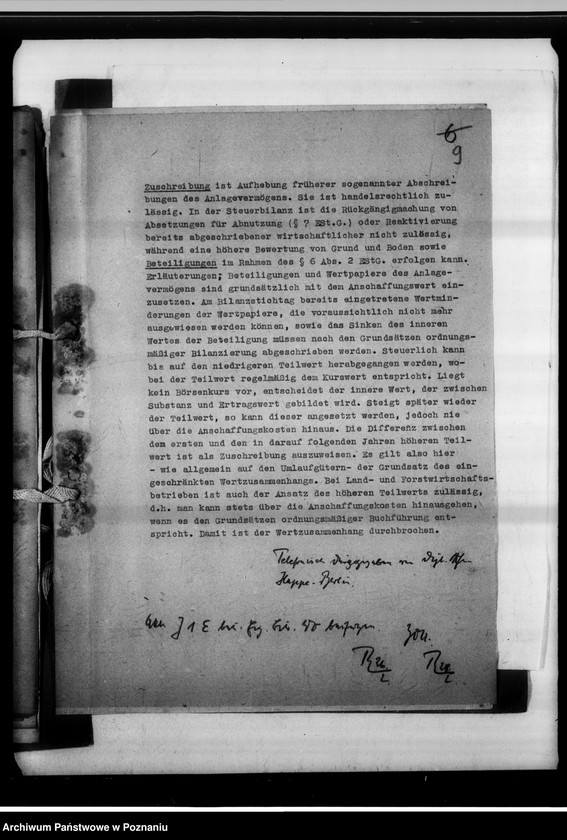 6
9
Zuschreibung ist Aufhebung früherer sogenannter Abschrei-
bungen des Anlagevermögens. Sie ist handelsrechtlich zu-
lässig. In der Steuerbilanz ist die Rückgängigmachung von
Absetzungen für Abnutzung (§ 7 ESt.G.) oder Reaktivierung
bereits abgeschriebener wirtschaftlicher nicht zulässig,
während eine höhere Bewertung von Grund und Boden sowie
Beteiligungen im Rahmen des § 6 Abs. 2 EStG. erfolgen kann.
Erläuterungen; Beteiligungen und Wertpapiere des Anlage-
vermögens sind grundsätzlich mit dem Anschaffungswert ein-
zusetzen. Am Bilanzstichtag bereits eingetretene Wertmin-
derungen der Wertpapiere, die voraussichtlich nicht mehr
ausgewiesen werden können, sowie das Sinken des inneren
Wertes der Beteiligung müssen nach den Grundsätzen ordnungs-
mäßiger Bilanzierung abgeschrieben werden. Steuerlich kann
bis auf den niedrigeren Teilwert herabgegangen werden, wo-
bei der Teilwert regelmäßig dem Kurswert entspricht. Liegt
kein Börsenkurs vor, entscheidet der innere Wert, der zwischen
Substanz und Ertragswert gebildet wird. Steigt später wieder
der Teilwert, so kann dieser angesetzt werden, jedoch nie
über die Anschaffungskosten hinaus. Die Differenz zwischen
dem ersten und den in darauf folgenden Jahren höheren Teil-
wert ist als Zuschreibung auszuweisen. Es gilt also hier
- wie allgemein auf den Umlaufgütern- der Grundsatz des ein-
geschränkten Wertzusammenhangs. Bei Land- und Forstwirtschafts-
betrieben ist auch der Ansatz des höheren Teilwerts zulässig,
d.h. man kann stets über die Anschaffungskosten hinausgehen,
wenn es den Grundsätzen ordnungsmäßiger Buchführung ent-
spricht. Damit ist der Wertzusammenhang durchbrochen.
Telefonisch durchgegeben von Dipl.
Happe - Berlin.
Archiwum Państwowe w Poznaniu